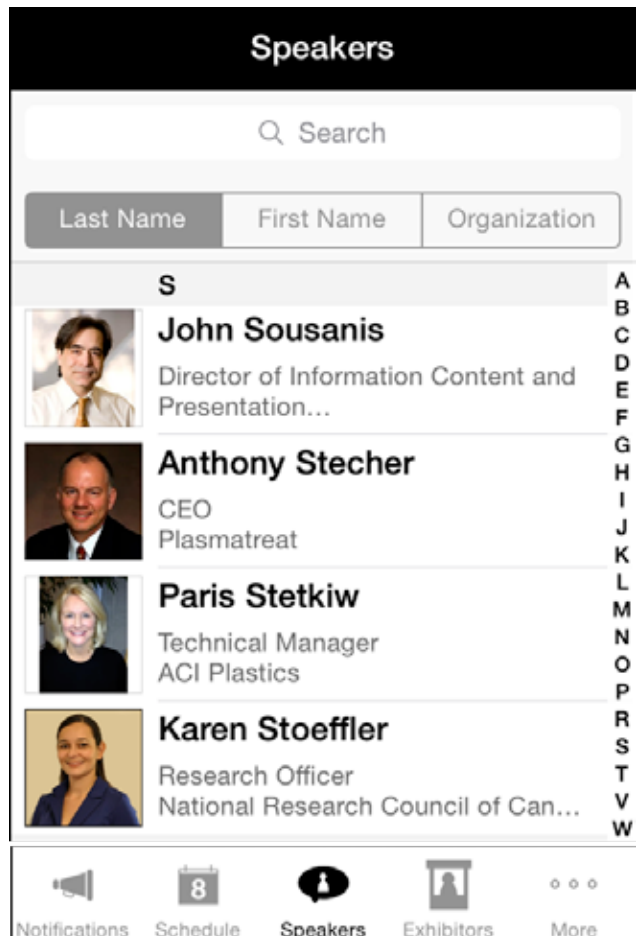 Speakers
Search
Last Name
First Name
Organization
S
John Sousanis
Director of Information Content and
Presentation...
Anthony Stecher
CEO
Plasmatreat
Paris Stetkiw
Technical Manager
ACI Plastics
Karen Stoeffler
Research Officer
National Research Council of Can...
A
B
C
D
E
F
G
H
I
J
K
L
M
N
O
P
R
S
T
V
W
8
Notifications
Schedule
Speakers
Exhibitors
More